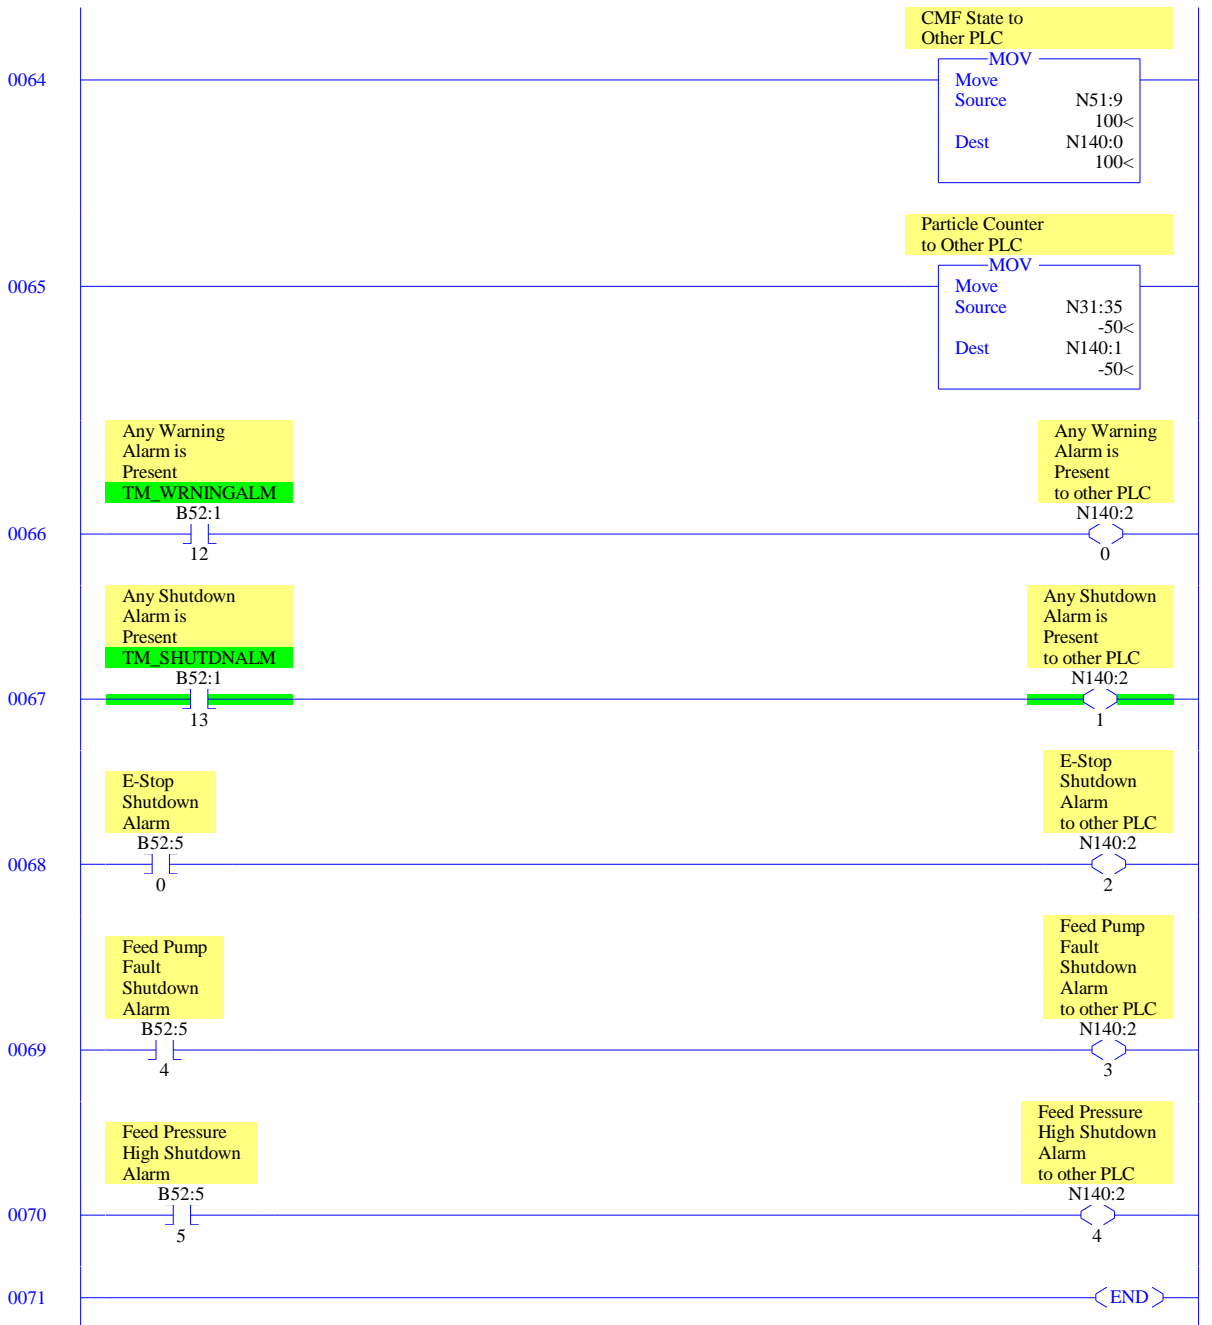 CMF State to
Other PLC
MOV
0064
Move
Source N51:9
100<
Dest N140:0
100<
Particle Counter
to Other PLC
MOV
0065
Move
Source N31:35
-50<
Dest N140:1
-50<
Any Warning
Alarm is
Present
TM_WRNINGALM
B52:1
12
Any Warning
Alarm is
Present
to other PLC
N140:2
0
0066
Any Shutdown
Alarm is
Present
TM_SHUTDNALM
B52:1
13
Any Shutdown
Alarm is
Present
to other PLC
N140:2
1
0067
E-Stop
Shutdown
Alarm
B52:5
0
E-Stop
Shutdown
Alarm
to other PLC
N140:2
2
0068
Feed Pump
Fault
Shutdown
Alarm
B52:5
4
Feed Pump
Fault
Shutdown
Alarm
to other PLC
N140:2
3
0069
Feed Pressure
High Shutdown
Alarm
B52:5
5
Feed Pressure
High Shutdown
Alarm
to other PLC
N140:2
4
0070
0071
END